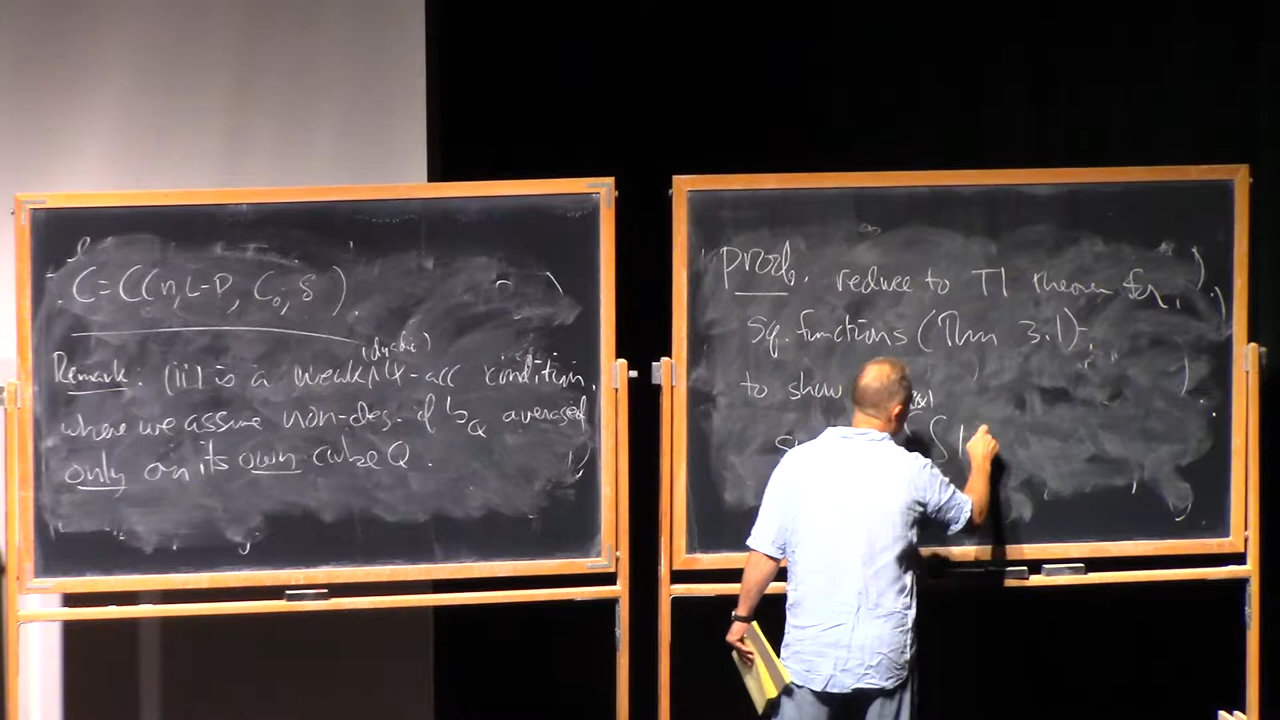 C = C(n, L-P, C₀, δ).
Remark: (ii) is a weak (dyadic) condition,
where we assume non-deg. of b_Q averaged
only on its own cube Q.
proof. reduce to T1 theorem for
sq. functions (Thm 3.1);
to show
∫ |